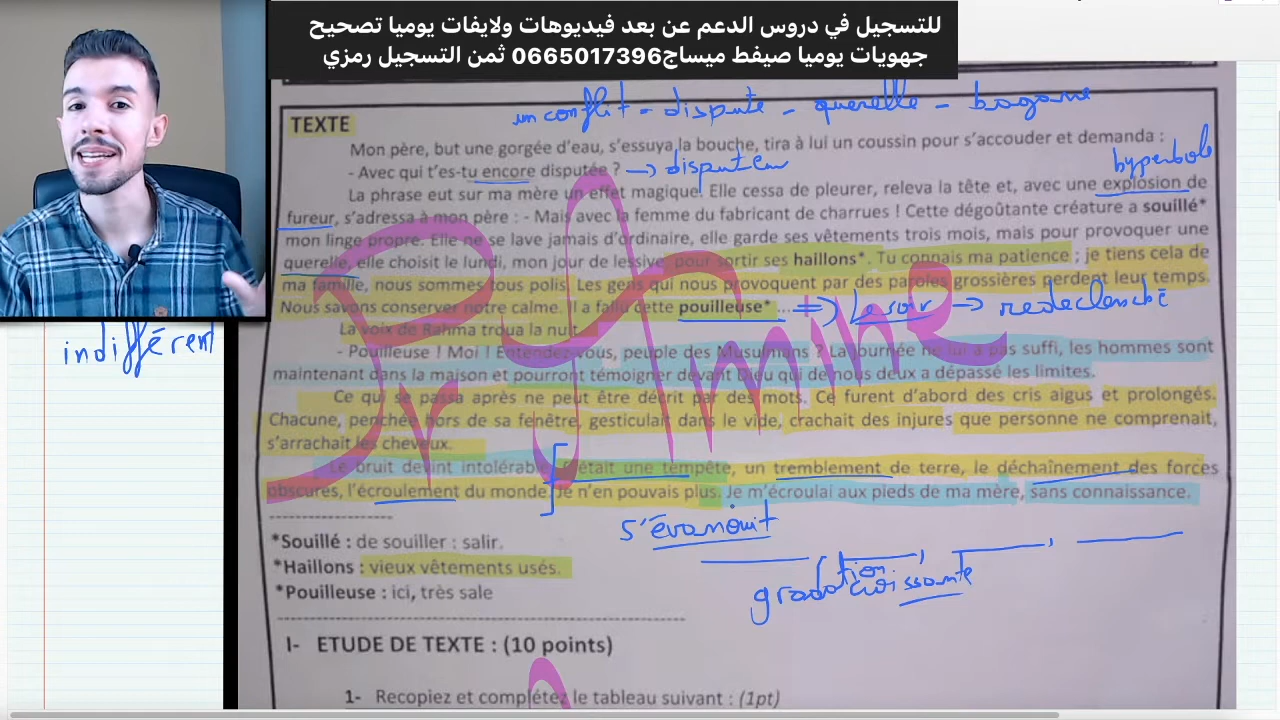 للتسجيل في دروس الدعم عن بعد فيديوهات ولايفات يوميا تصحيح
جهويات يوميا صيفط ميساج0665017396 ثمن التسجيل رمزي
un conflit - dispute - querelle - bagarre
TEXTE
Mon père, but une gorgée d'eau, s'essuya la bouche, tira à lui un coussin pour s'accouder et demanda :
- Avec qui t'es-tu encore disputée ? → disputer
hyperbole
La phrase eut sur ma mère un effet magique. Elle cessa de pleurer, releva la tête et, avec une explosion de
fureur, s'adressa à mon père : - Mais avec la femme du fabricant de charrues ! Cette dégoûtante créature a souillé*
mon linge propre. Elle ne se lave jamais d'ordinaire, elle garde ses vêtements trois mois, mais pour provoquer une
querelle, elle choisit le lundi, mon jour de lessive, pour sortir ses haillons*. Tu connais ma patience ; je tiens cela de
ma famille, nous sommes tous polis. Les gens qui nous provoquent par des paroles grossières perdent leur temps.
Nous savons conserver notre calme. Il a fallu cette pouilleuse* ... ⇒ le soir → redéclenché
La voix de Rahma troua la nuit.
indifférent
- Pouilleuse ! Moi ! Entendez-vous, peuple des Musulmans ? La journée ne lui a pas suffi, les hommes sont
maintenant dans la maison et pourront témoigner devant Dieu qui de nous deux a dépassé les limites.
Ce qui se passa après ne peut être décrit par des mots. Ce furent d'abord des cris aigus et prolongés.
Chacune, penchée hors de sa fenêtre, gesticulait dans le vide, crachait des injures que personne ne comprenait,
s'arrachait les cheveux.
Le bruit devint intolérable, c'était une tempête, un tremblement de terre, le déchaînement des forces
obscures, l'écroulement du monde. Je n'en pouvais plus. Je m'écroulai aux pieds de ma mère, sans connaissance.
s'évanouit
*Souillé : de souiller : salir.
*Haillons : vieux vêtements usés.
*Pouilleuse : ici, très sale
gradation croissante
I- ETUDE DE TEXTE : (10 points)
1- Recopiez et complétez le tableau suivant : (1pt)
Pr Amine